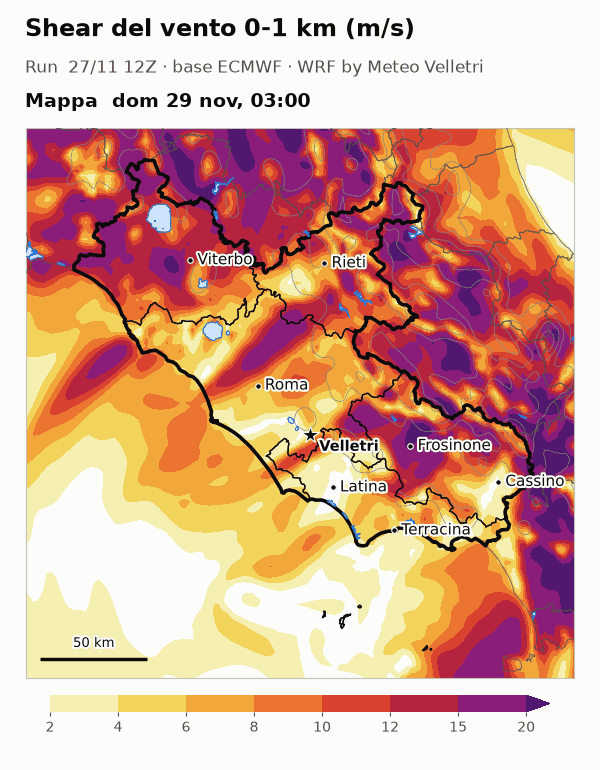 Shear del vento 0-1 km (m/s)
Run  27/11 12Z · base ECMWF · WRF by Meteo Velletri
Mappa  dom 29 nov, 03:00
Viterbo
Rieti
Roma
Velletri
Frosinone
Cassino
Latina
Terracina
50 km
2 4 6 8 10 12 15 20